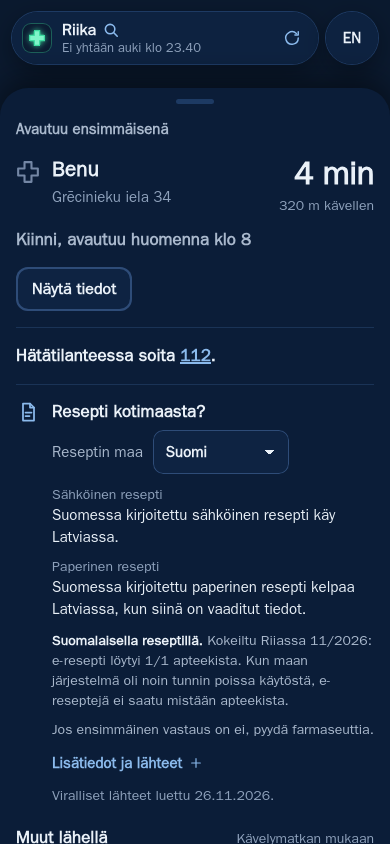 Riika
Ei yhtään auki klo 23.40
EN
Avautuu ensimmäisenä
Benu
4 min
Grēcinieku iela 34
320 m kävellen
Kiinni, avautuu huomenna klo 8
Näytä tiedot
Hätätilanteessa soita 112.
Resepti kotimaasta?
Reseptin maa
Suomi
Sähköinen resepti
Suomessa kirjoitettu sähköinen resepti käy
Latviassa.
Paperinen resepti
Suomessa kirjoitettu paperinen resepti kelpaa
Latviassa, kun siinä on vaaditut tiedot.
Suomalaisella reseptillä. Kokeiltu Riiassa 11/2026:
e-resepti löytyi 1/1 apteekista. Kun maan
järjestelmä oli noin tunnin poissa käytöstä, e-
reseptejä ei saatu mistään apteekista.
Jos ensimmäinen vastaus on ei, pyydä farmaseuttia.
Lisätiedot ja lähteet +
Viralliset lähteet luettu 26.11.2026.
Muut lähellä
Kävelymatkan mukaan